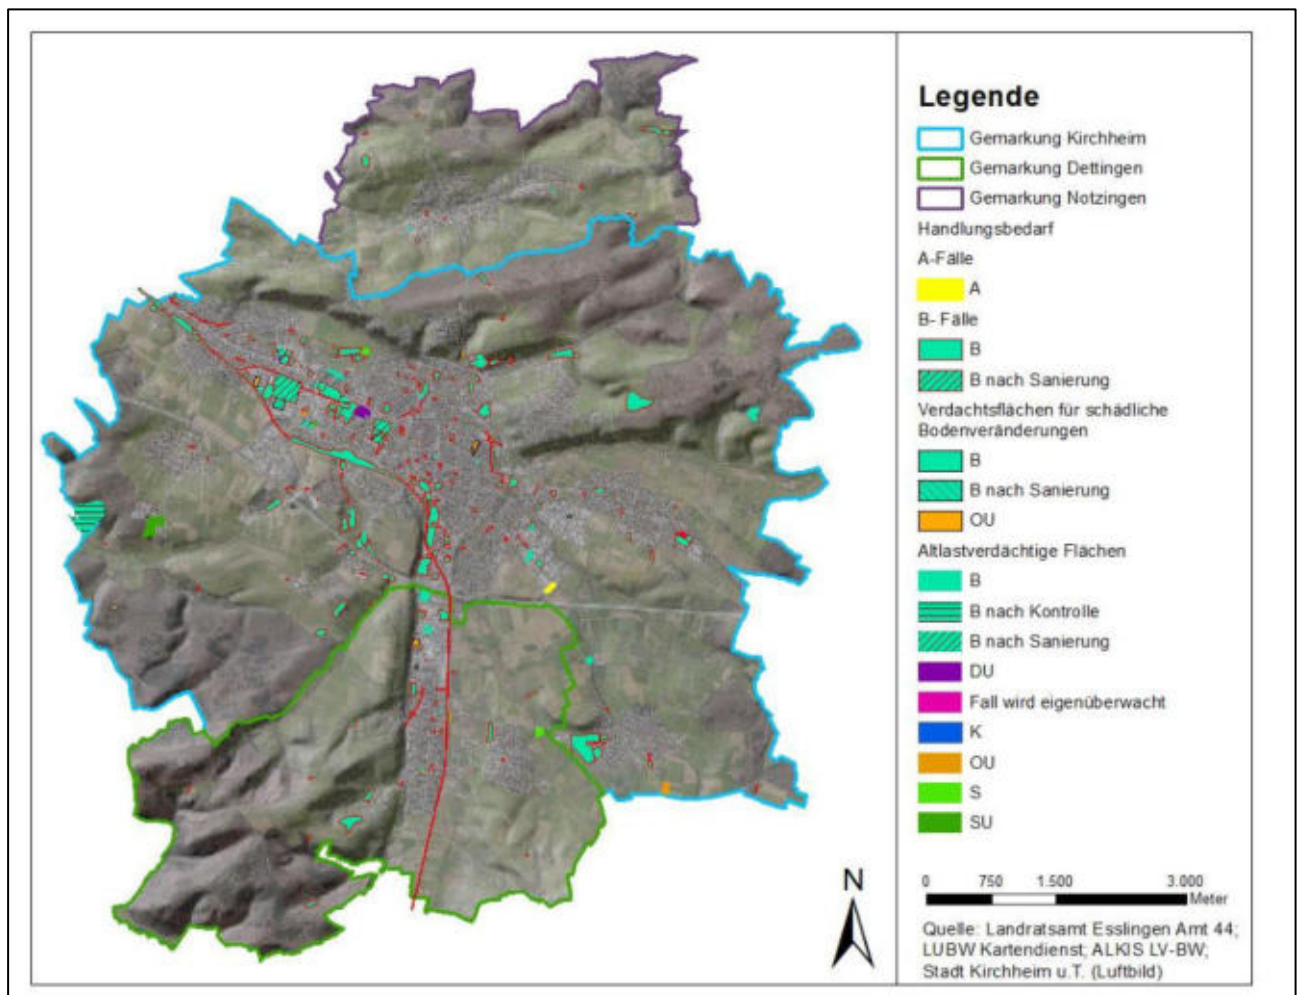 Legende
Gemarkung Kirchheim
Gemarkung Dettingen
Gemarkung Notzingen
Handlungsbedarf
A-Fälle
A
B- Fälle
B
B nach Sanierung
Verdachtsflächen für schädliche
Bodenveränderungen
B
B nach Sanierung
OU
Altlastverdächtige Flächen
B
B nach Kontrolle
B nach Sanierung
DU
Fall wird eigenüberwacht
K
OU
S
SU
N
0 750 1.500 3.000
Meter
Quelle: Landratsamt Esslingen Amt 44;
LUBW Kartendienst; ALKIS LV-BW;
Stadt Kirchheim u.T. (Luftbild)